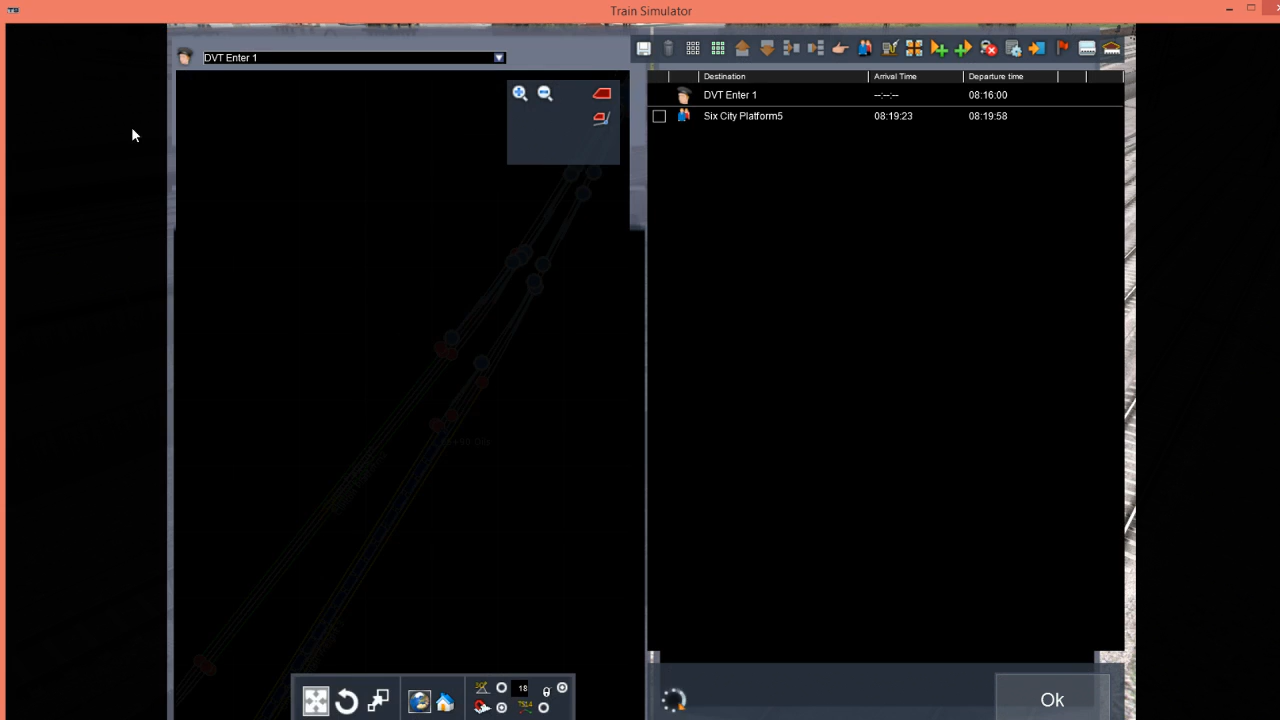 Train Simulator
DVT Enter 1
Destination Arrival Time Departure time
DVT Enter 1 --:--:-- 08:16:00
Six City Platform5 08:19:23 08:19:58
18
Ok